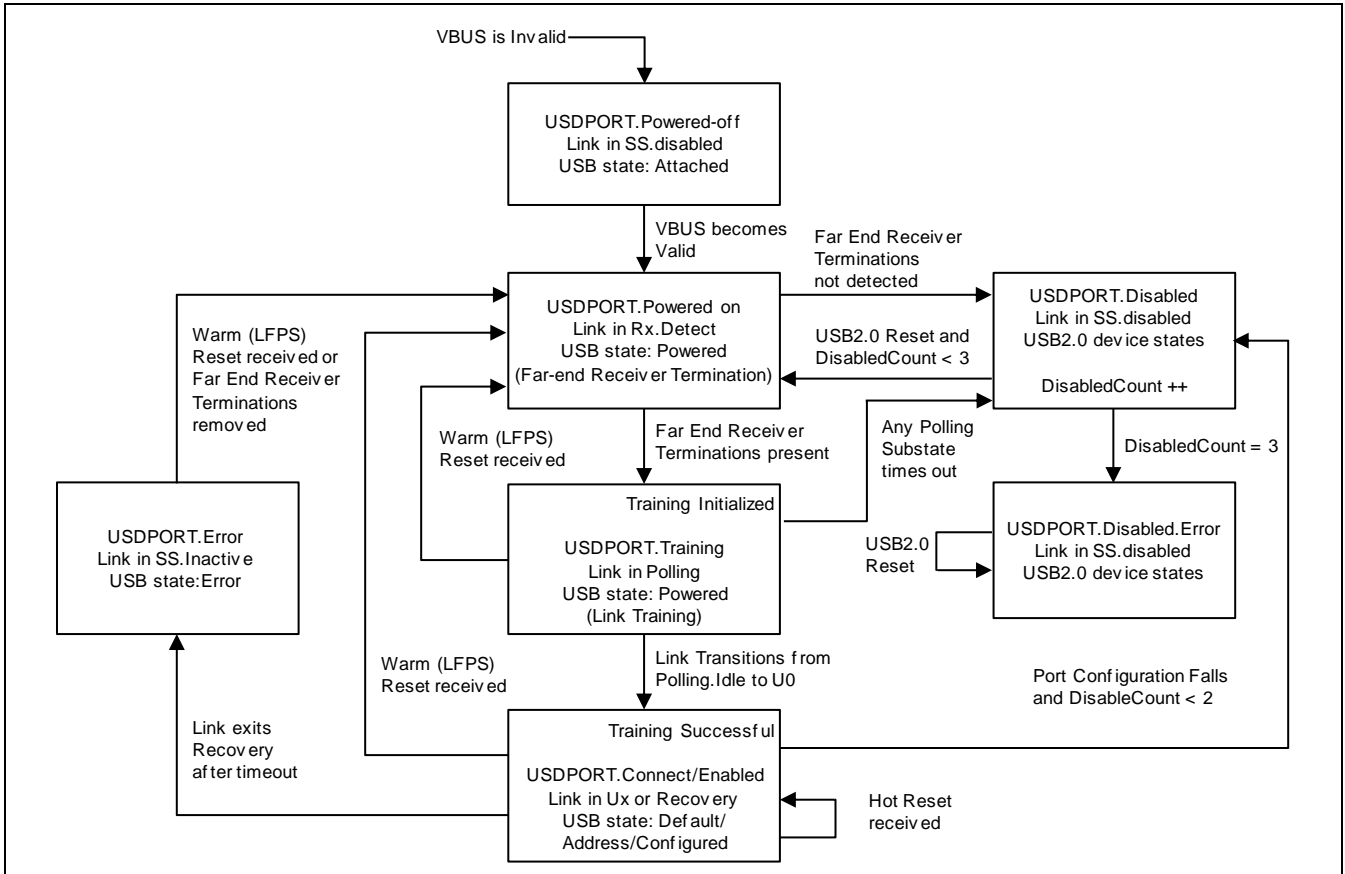 VBUS is Invalid
USDPORT.Powered-off
Link in SS.disabled
USB state: Attached
VBUS becomes
Valid
Far End Receiver
Terminations
not detected
USDPORT.Powered on
Link in Rx.Detect
USB state: Powered
(Far-end Receiver Termination)
USDPORT.Disabled
Link in SS.disabled
USB2.0 device states
DisabledCount ++
Warm (LFPS)
Reset received or
Far End Receiver
Terminations
removed
USB2.0 Reset and
DisabledCount < 3
Warm (LFPS)
Reset received
Far End Receiver
Terminations present
Any Polling
Substate
times out
DisabledCount = 3
Training Initialized
USDPORT.Training
Link in Polling
USB state: Powered
(Link Training)
USDPORT.Error
Link in SS.Inactive
USB state:Error
USB2.0
Reset
USDPORT.Disabled.Error
Link in SS.disabled
USB2.0 device states
Warm (LFPS)
Reset received
Link Transitions from
Polling.Idle to U0
Port Configuration Falls
and DisableCount < 2
Link exits
Recovery
after timeout
Training Successful
USDPORT.Connect/Enabled
Link in Ux or Recovery
USB state: Default/
Address/Configured
Hot Reset
received